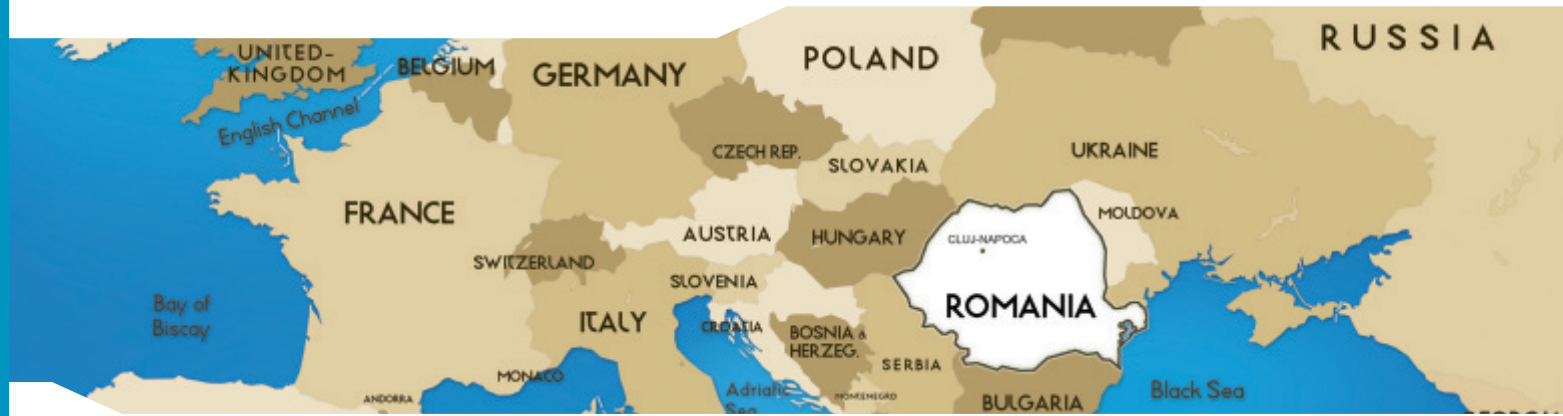 RUSSIA
UNITED-
KINGDOM
BELGIUM
GERMANY
POLAND
English Channel
CZECH REP.
SLOVAKIA
UKRAINE
FRANCE
AUSTRIA
HUNGARY
MOLDOVA
CLUJ-NAPOCA
SWITZERLAND
SLOVENIA
Bay of
Biscay
ITALY
CROATIA
BOSNIA &
HERZEG.
ROMANIA
SERBIA
MONACO
ANDORRA
Adriatic
Sea
MONTENEGRO
BULGARIA
Black Sea